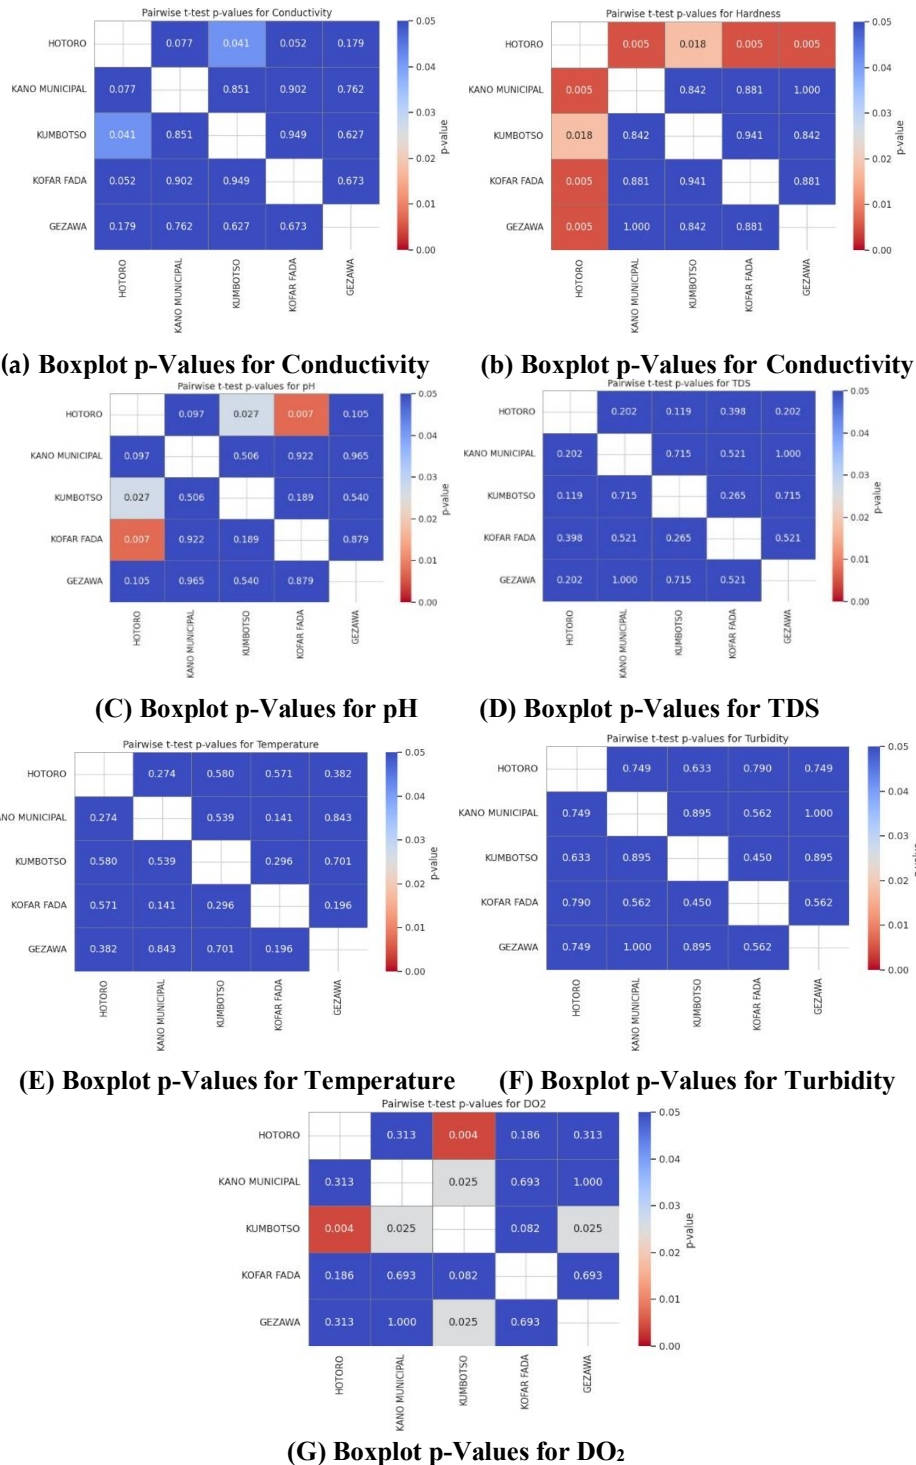 Pairwise t-test p-values for Conductivity
HOTORO 0.077 0.041 0.052 0.179
KANO MUNICIPAL 0.077 0.851 0.902 0.762
KUMBOTSO 0.041 0.851 0.949 0.627
KOFAR FADA 0.052 0.902 0.949 0.673
GEZAWA 0.179 0.762 0.627 0.673
HOTORO KANO MUNICIPAL KUMBOTSO KOFAR FADA GEZAWA
0.05
0.04
0.03
0.02
0.01
0.00
p-value
Pairwise t-test p-values for Hardness
HOTORO 0.005 0.018 0.005 0.005
KANO MUNICIPAL 0.005 0.842 0.881 1.000
KUMBOTSO 0.018 0.842 0.941 0.842
KOFAR FADA 0.005 0.881 0.941 0.881
GEZAWA 0.005 1.000 0.842 0.881
HOTORO KANO MUNICIPAL KUMBOTSO KOFAR FADA GEZAWA
0.05
0.04
0.03
0.02
0.01
0.00
p-value
(a) Boxplot p-Values for Conductivity
(b) Boxplot p-Values for Conductivity
Pairwise t-test p-values for pH
HOTORO 0.097 0.027 0.007 0.105
KANO MUNICIPAL 0.097 0.506 0.922 0.965
KUMBOTSO 0.027 0.506 0.189 0.540
KOFAR FADA 0.007 0.922 0.189 0.879
GEZAWA 0.105 0.965 0.540 0.879
HOTORO KANO MUNICIPAL KUMBOTSO KOFAR FADA GEZAWA
0.05
0.04
0.03
0.02
0.01
0.00
p-value
Pairwise t-test p-values for TDS
HOTORO 0.202 0.119 0.398 0.202
KANO MUNICIPAL 0.202 0.715 0.521 1.000
KUMBOTSO 0.119 0.715 0.265 0.715
KOFAR FADA 0.398 0.521 0.265 0.521
GEZAWA 0.202 1.000 0.715 0.521
HOTORO KANO MUNICIPAL KUMBOTSO KOFAR FADA GEZAWA
0.05
0.04
0.03
0.02
0.01
0.00
p-value
(C) Boxplot p-Values for pH
(D) Boxplot p-Values for TDS
Pairwise t-test p-values for Temperature
HOTORO 0.274 0.580 0.571 0.382
ANO MUNICIPAL 0.274 0.539 0.141 0.843
KUMBOTSO 0.580 0.539 0.296 0.701
KOFAR FADA 0.571 0.141 0.296 0.196
GEZAWA 0.382 0.843 0.701 0.196
HOTORO KANO MUNICIPAL KUMBOTSO KOFAR FADA GEZAWA
0.05
0.04
0.03
0.02
0.01
0.00
p-value
Pairwise t-test p-values for Turbidity
HOTORO 0.749 0.633 0.790 0.749
KANO MUNICIPAL 0.749 0.895 0.562 1.000
KUMBOTSO 0.633 0.895 0.450 0.895
KOFAR FADA 0.790 0.562 0.450 0.562
GEZAWA 0.749 1.000 0.895 0.562
HOTORO KANO MUNICIPAL KUMBOTSO KOFAR FADA GEZAWA
0.05
0.04
0.03
0.02
0.01
0.00
(E) Boxplot p-Values for Temperature
(F) Boxplot p-Values for Turbidity
Pairwise t-test p-values for DO2
HOTORO 0.313 0.004 0.186 0.313
KANO MUNICIPAL 0.313 0.025 0.693 1.000
KUMBOTSO 0.004 0.025 0.082 0.025
KOFAR FADA 0.186 0.693 0.082 0.693
GEZAWA 0.313 1.000 0.025 0.693
HOTORO KANO MUNICIPAL KUMBOTSO KOFAR FADA GEZAWA
0.05
0.04
0.03
0.02
0.01
0.00
p-value
(G) Boxplot p-Values for DO₂